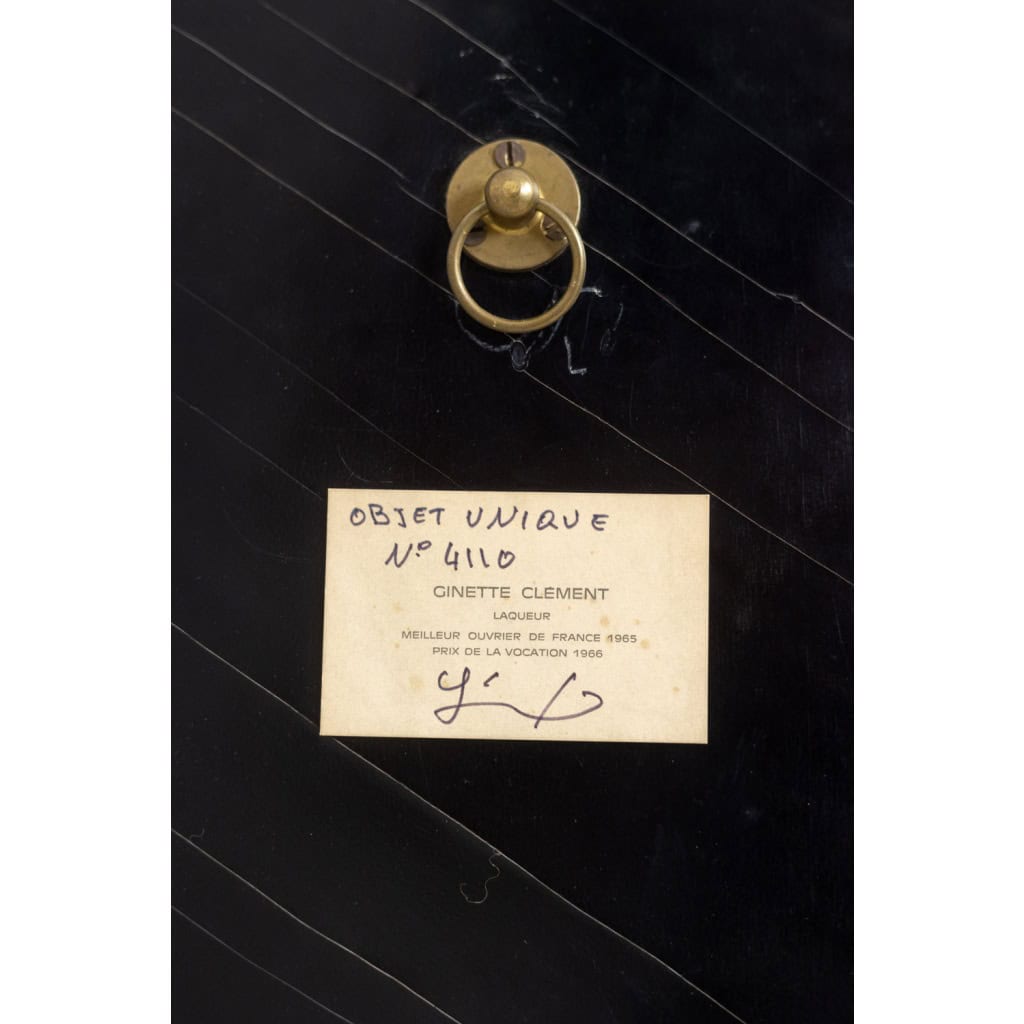 OBJET UNIQUE
N° 4110
GINETTE CLÉMENT
LAQUEUR
MEILLEUR OUVRIER DE FRANCE 1965
PRIX DE LA VOCATION 1966